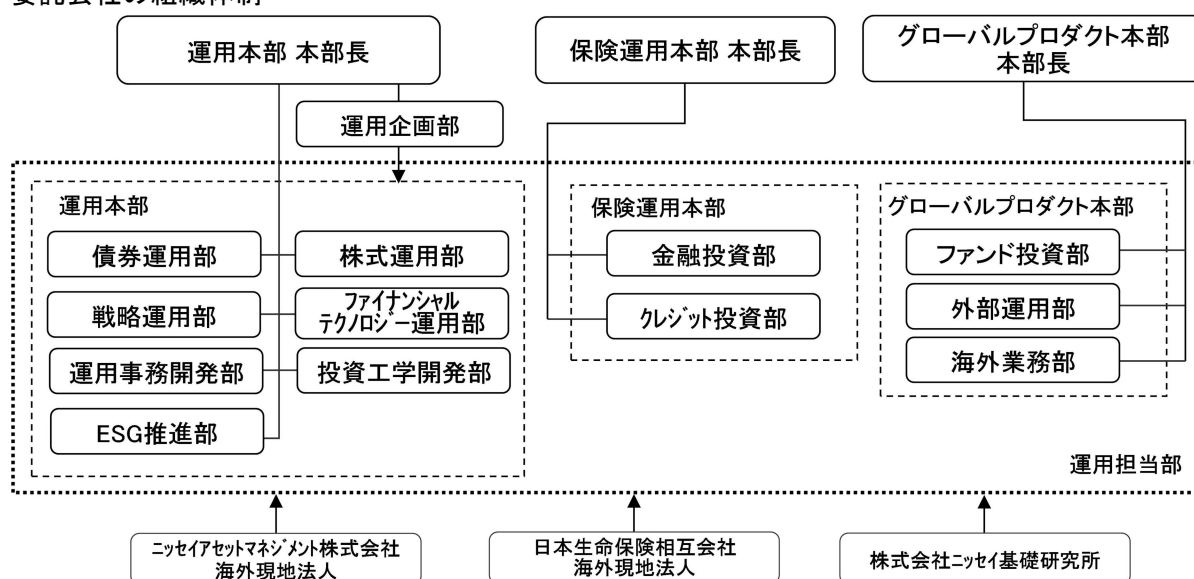 委託会社の組織体制
運用本部 本部長
保険運用本部 本部長
グローバルプロダクト本部
本部長
運用企画部
運用本部
債券運用部
株式運用部
戦略運用部
ファイナンシャル
テクノロジー運用部
運用事務開発部
投資工学開発部
ESG推進部
保険運用本部
金融投資部
クレジット投資部
グローバルプロダクト本部
ファンド投資部
外部運用部
海外業務部
運用担当部
ニッセイアセットマネジメント株式会社
海外現地法人
日本生命保険相互会社
海外現地法人
株式会社ニッセイ基礎研究所